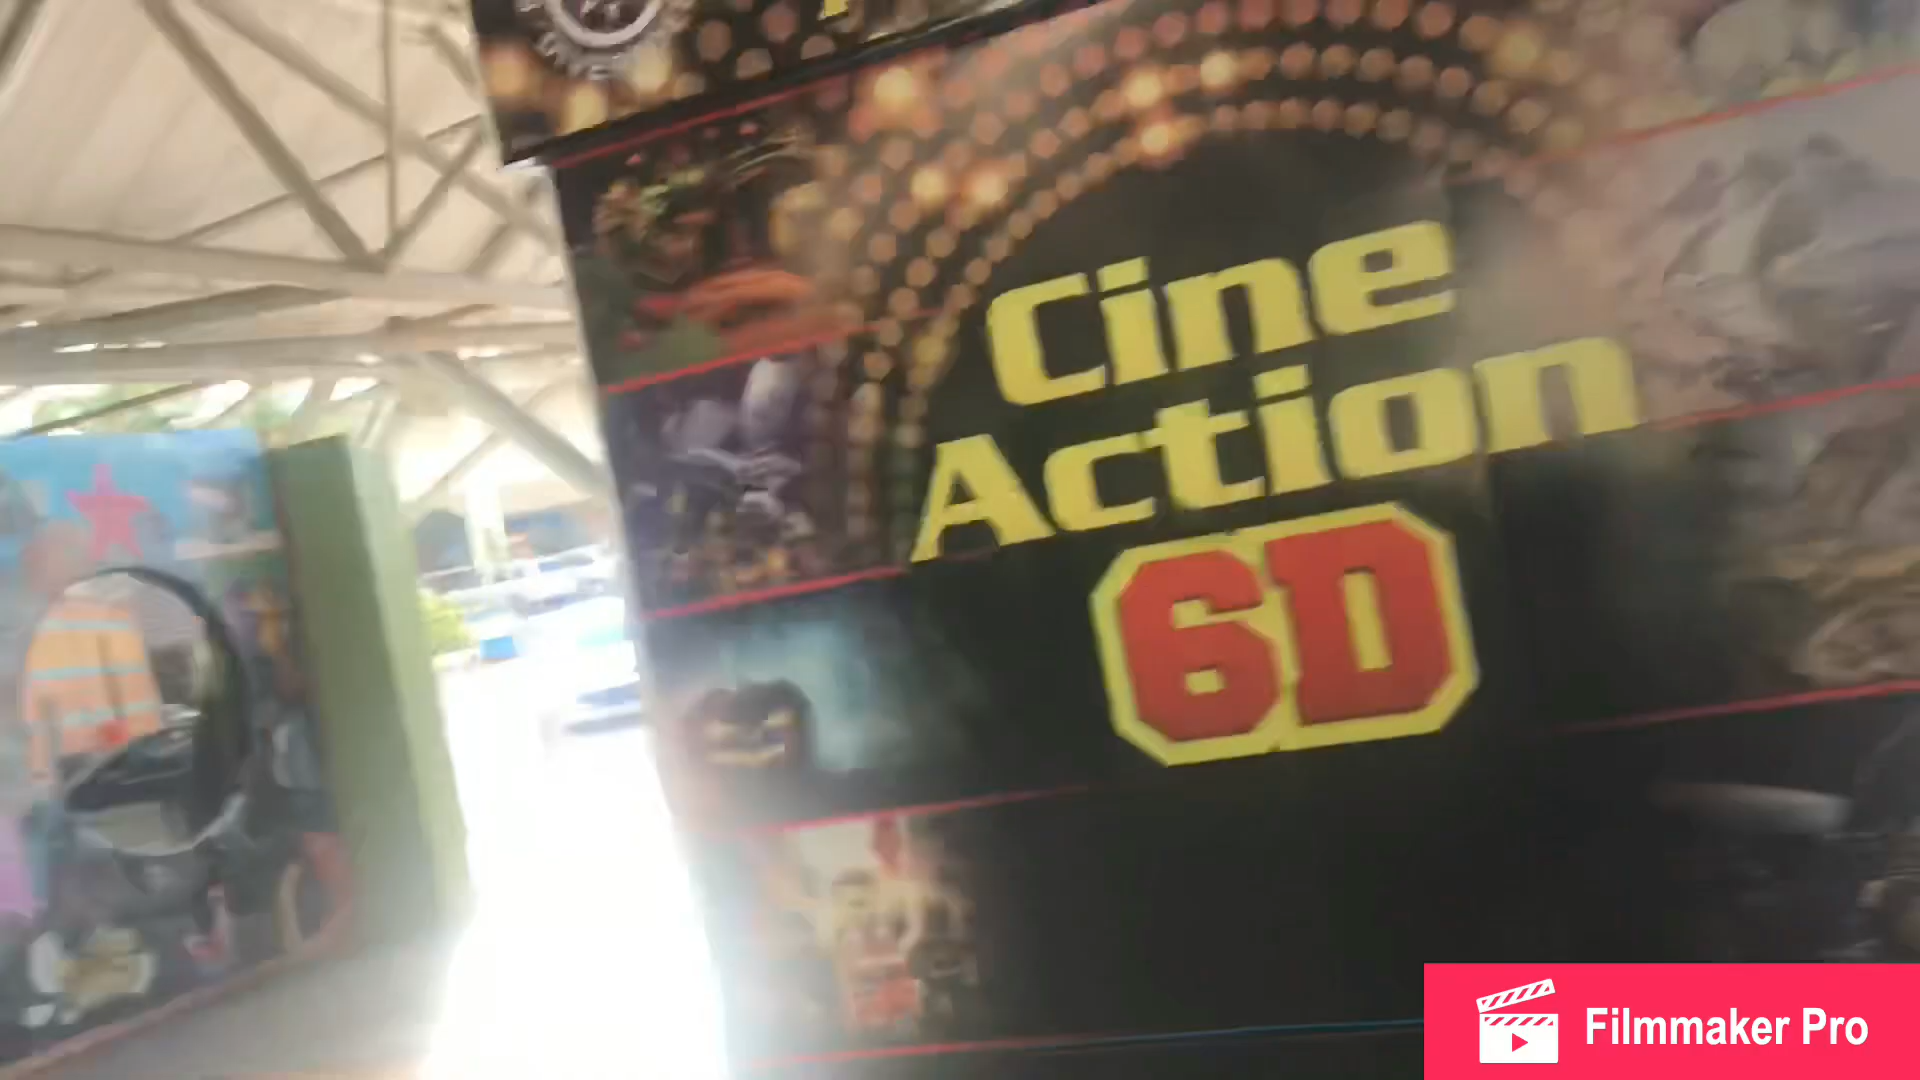 Cine
Action
6D
Filmmaker Pro